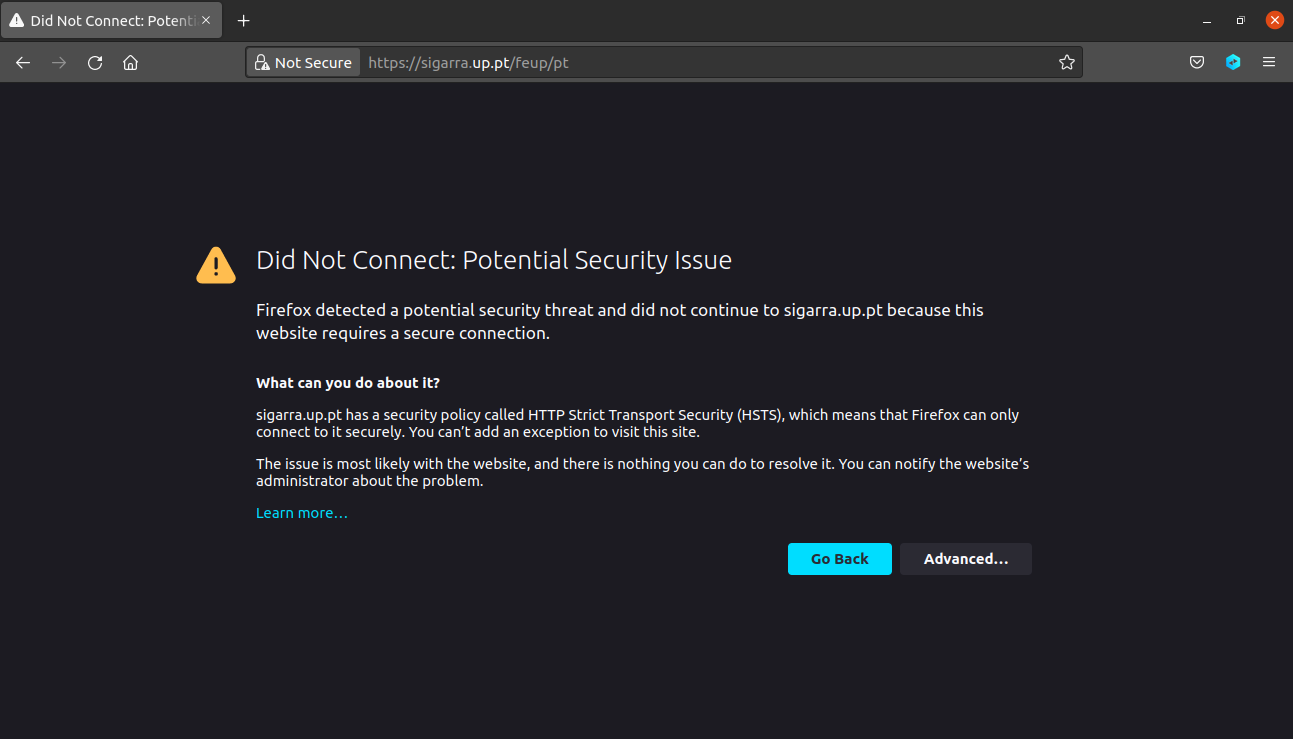 Did Not Connect: Potenti
Not Secure https://sigarra.up.pt/feup/pt
Did Not Connect: Potential Security Issue
Firefox detected a potential security threat and did not continue to sigarra.up.pt because this
website requires a secure connection.
What can you do about it?
sigarra.up.pt has a security policy called HTTP Strict Transport Security (HSTS), which means that Firefox can only
connect to it securely. You can’t add an exception to visit this site.
The issue is most likely with the website, and there is nothing you can do to resolve it. You can notify the website’s
administrator about the problem.
Learn more…
Go Back Advanced…